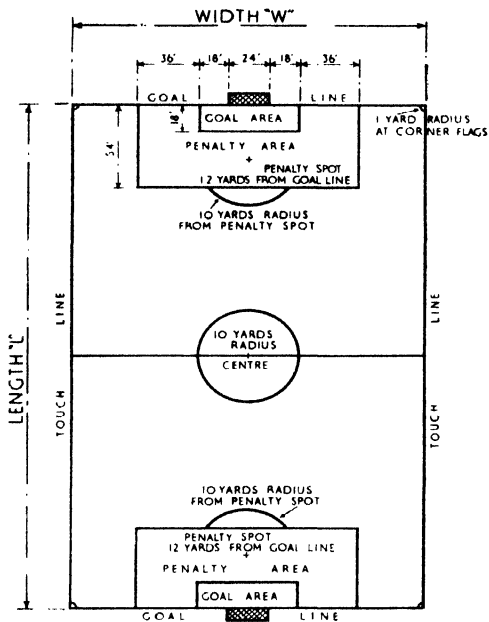 WIDTH "W"
36' 18' 24' 18' 36'
GOAL LINE
18'
GOAL AREA
1 YARD RADIUS
AT CORNER FLAGS
54'
PENALTY AREA
PENALTY SPOT
12 YARDS FROM GOAL LINE
10 YARDS RADIUS
FROM PENALTY SPOT
LENGTH "L"
TOUCH LINE
TOUCH LINE
10 YARDS
RADIUS
CENTRE
10 YARDS RADIUS
FROM PENALTY SPOT
PENALTY SPOT
12 YARDS FROM GOAL LINE
PENALTY AREA
GOAL AREA
GOAL LINE